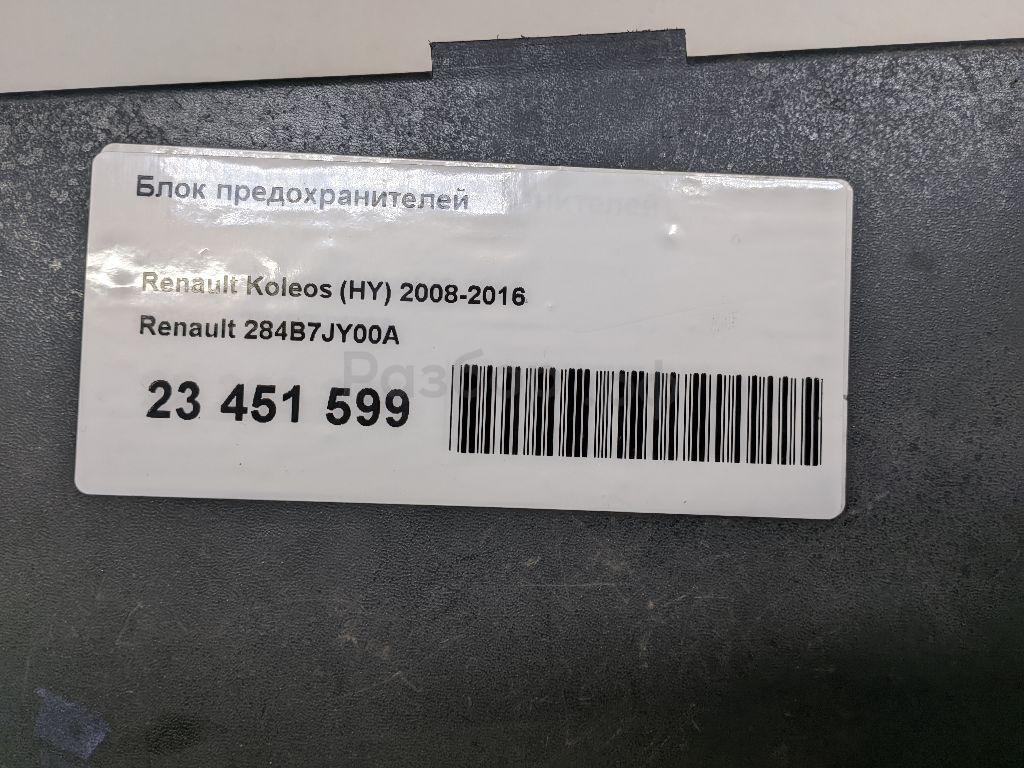 Блок предохранителей
Renault Koleos (HY) 2008-2016
Renault 284B7JY00A
23 451 599